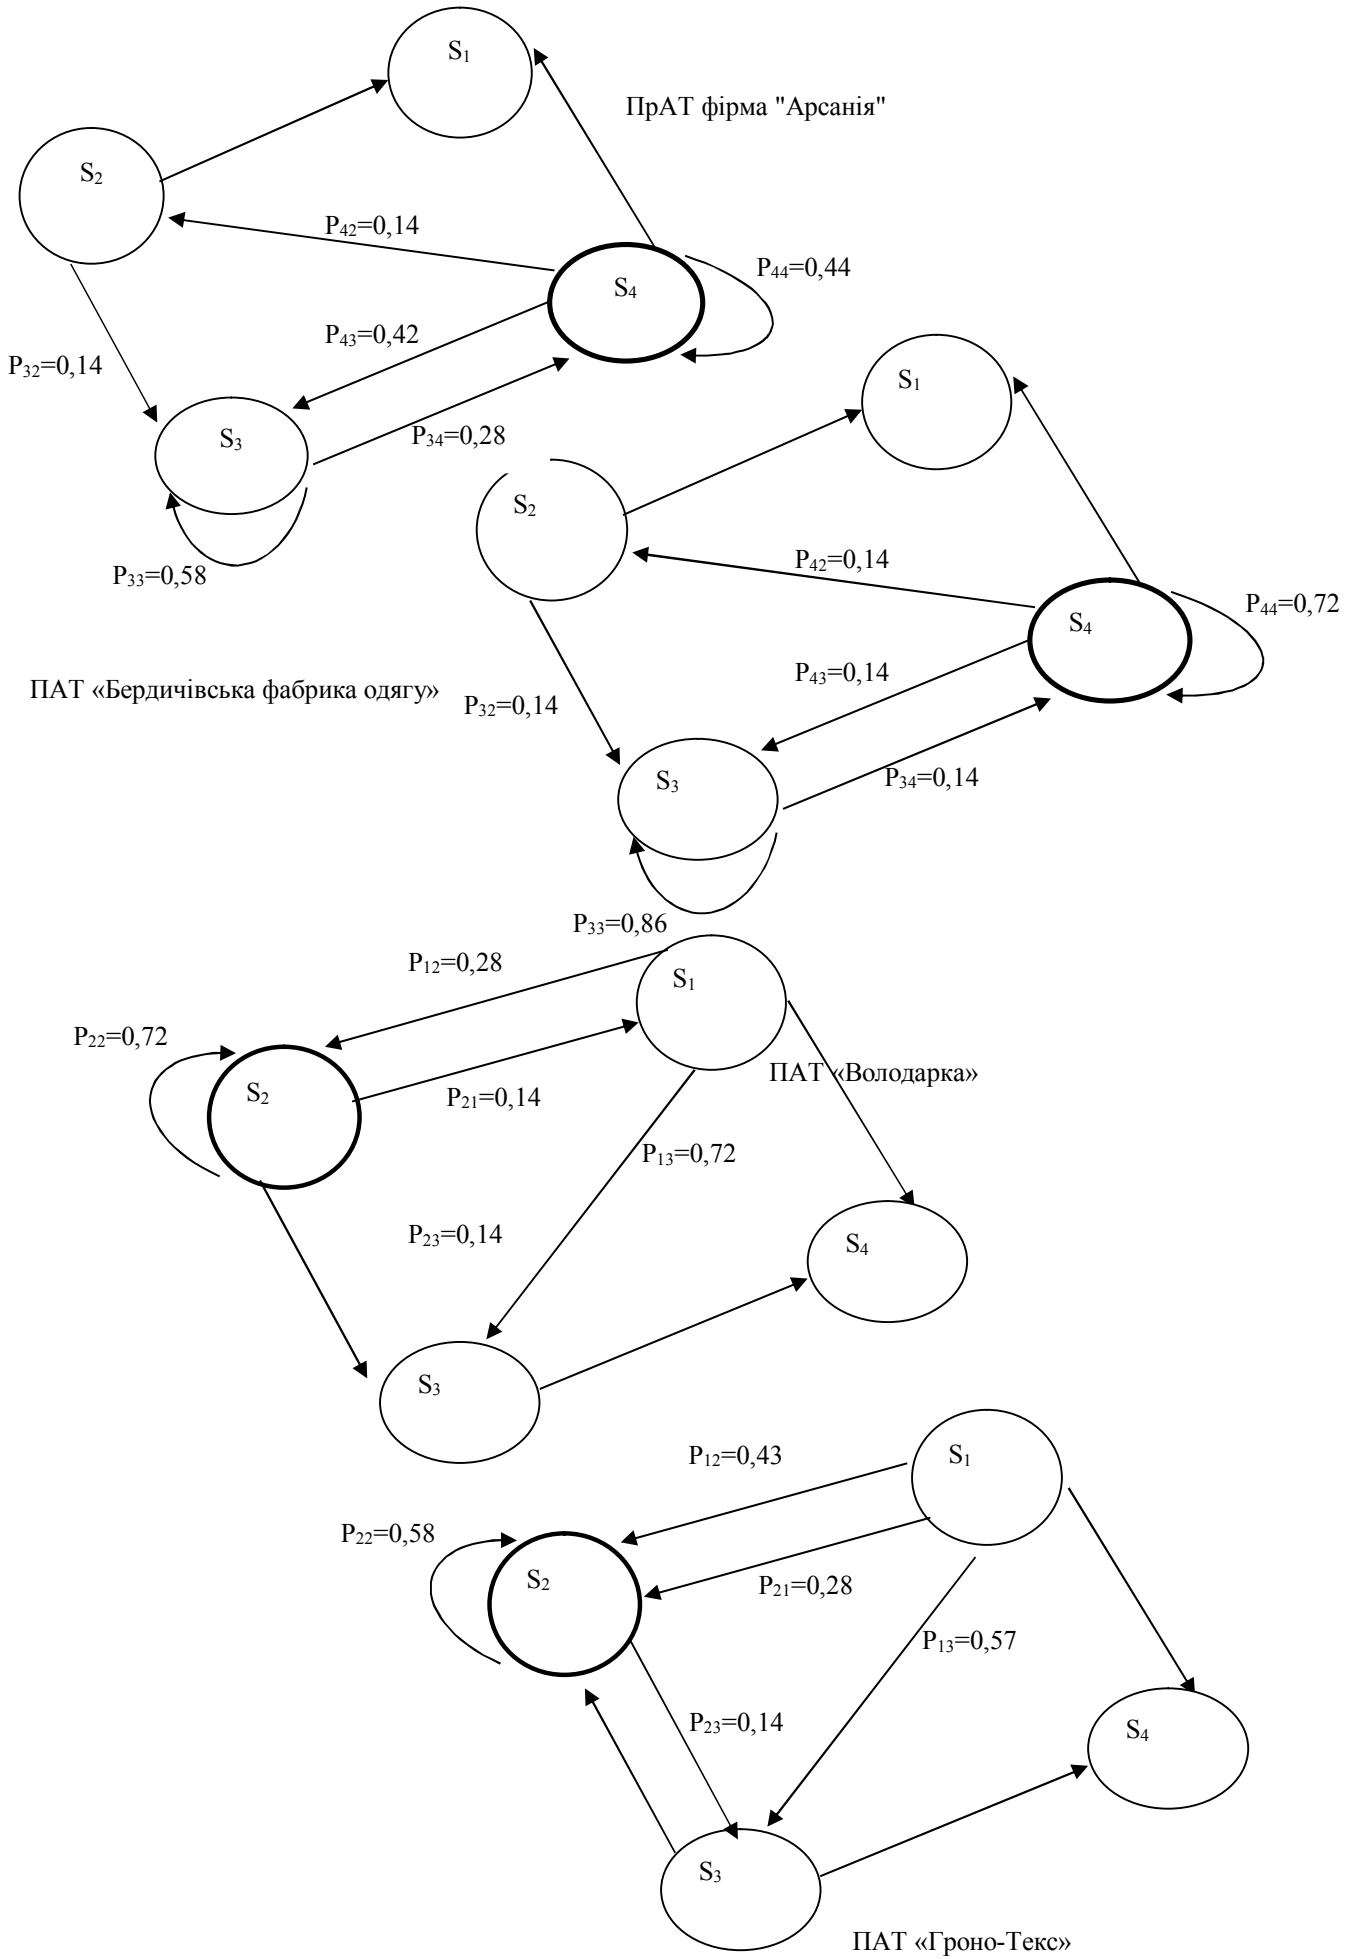 S1
ПрАТ фірма "Арсанія"
S2
P42=0,14
P44=0,44
S4
P43=0,42
P32=0,14
S3
P34=0,28
P33=0,58
S1
S2
P42=0,14
P44=0,72
S4
P43=0,14
ПАТ «Бердичівська фабрика одягу»
P32=0,14
S3
P34=0,14
P33=0,86
P12=0,28
S1
P22=0,72
ПАТ «Володарка»
S2
P21=0,14
P13=0,72
P23=0,14
S4
S3
P12=0,43
S1
P22=0,58
S2
P21=0,28
P13=0,57
P23=0,14
S4
S3
ПАТ «Гроно-Текс»